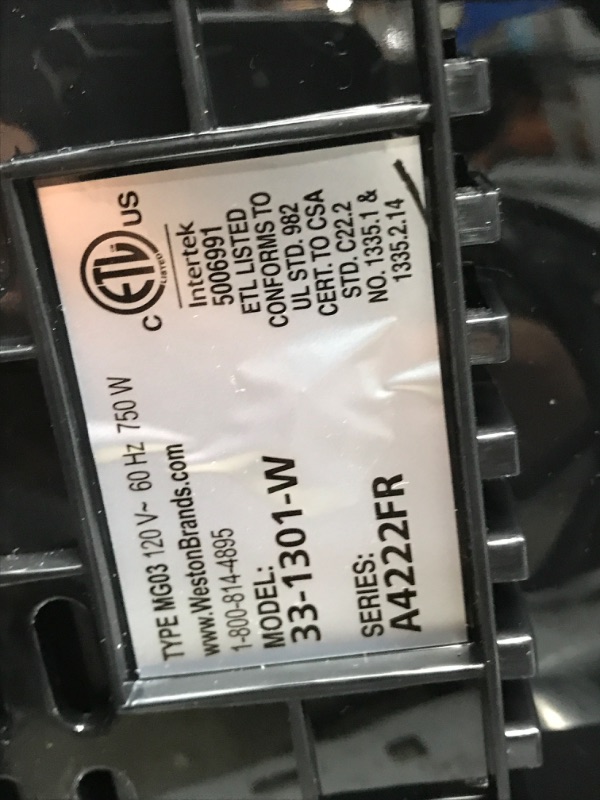 TYPE MG03 120 V~ 60 Hz 750 W
www.WestonBrands.com
1-800-814-4895
MODEL:
33-1301-W
SERIES:
A4222FR
C ETL US
LISTED
Intertek
5006991
ETL LISTED
CONFORMS TO
UL STD. 982
CERT. TO CSA
STD. C22.2
NO. 1335.1 &
1335.2.14